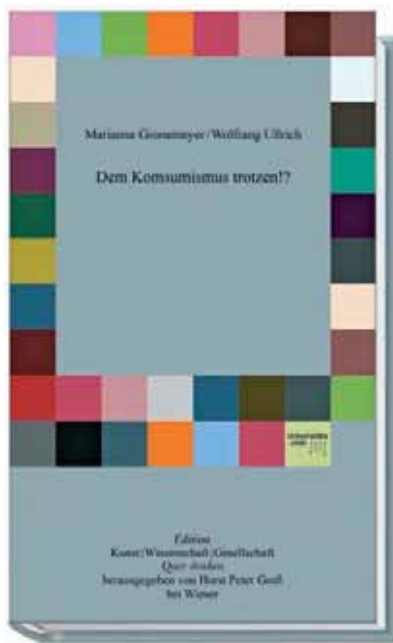 Marianne Gronemeyer/Wolfgang Ullrich
Dem Komsumismus trotzen!?
Edition
Kunst|Wissenschaft|Gesellschaft
Quer denken
herausgegeben von Horst Peter Groß
bei Wieser